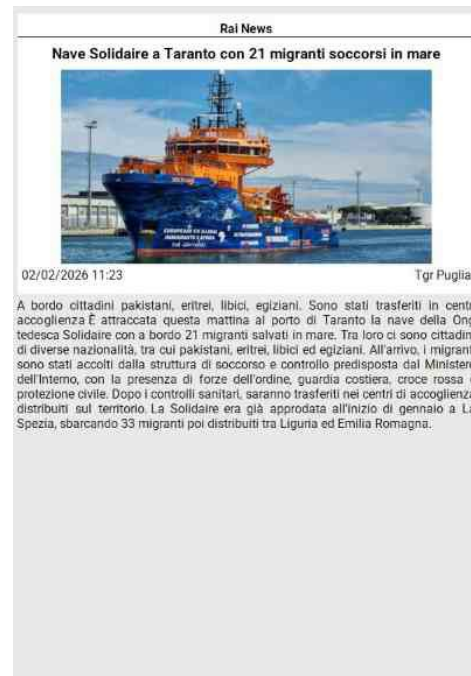 Rai News
Nave Solidaire a Taranto con 21 migranti soccorsi in mare
02/02/2026 11:23
Tgr Puglia
A bordo cittadini pakistani, eritrei, libici, egiziani. Sono stati trasferiti in centri
accoglienza È attraccata questa mattina al porto di Taranto la nave della Ong
tedesca Solidaire con a bordo 21 migranti salvati in mare. Tra loro ci sono cittadini
di diverse nazionalità, tra cui pakistani, eritrei, libici ed egiziani. All'arrivo, i migranti
sono stati accolti dalla struttura di soccorso e controllo predisposta dal Ministero
dell'Interno, con la presenza di forze dell'ordine, guardia costiera, croce rossa e
protezione civile. Dopo i controlli sanitari, saranno trasferiti nei centri di accoglienza
distribuiti sul territorio. La Solidaire era già approdata all'inizio di gennaio a La
Spezia, sbarcando 33 migranti poi distribuiti tra Liguria ed Emilia Romagna.